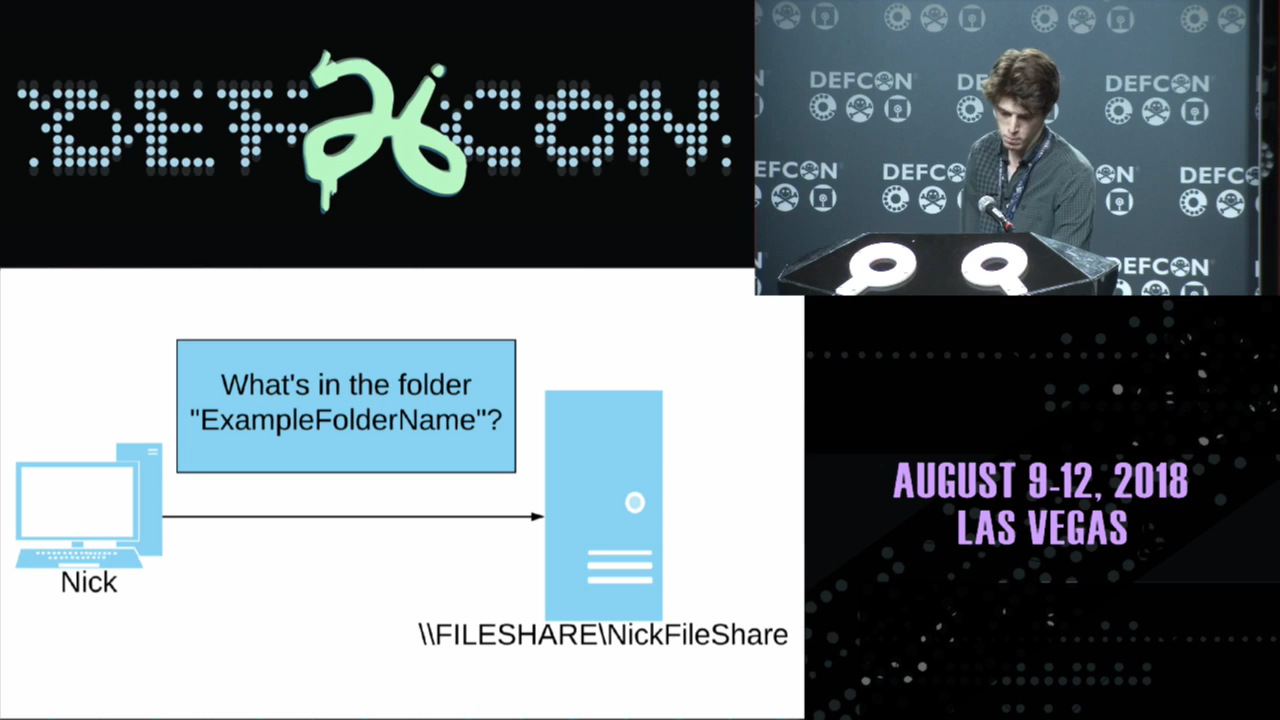 DEF 26 CON
DEFCON
DEFCON
DEFCON
DEFCON
DEFCON
DEFCON
What's in the folder
"ExampleFolderName"?
Nick
\\FILESHARE\NickFileShare
AUGUST 9-12, 2018
LAS VEGAS